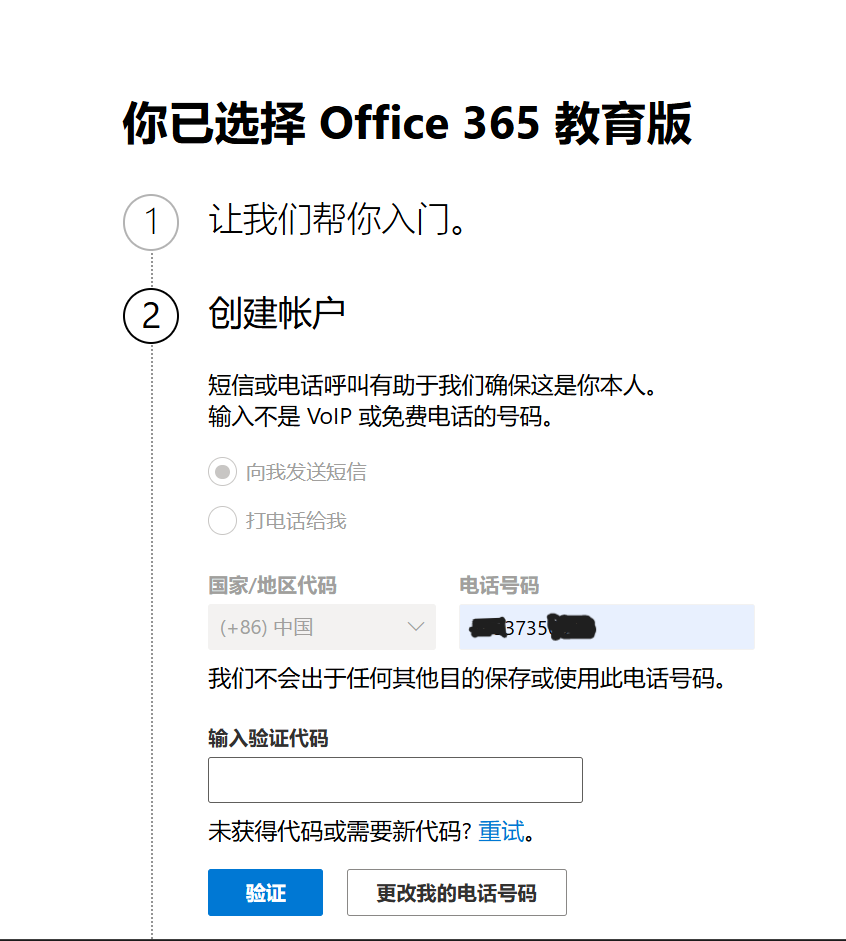 你已选择 Office 365 教育版
1 让我们帮你入门。
2 创建帐户
短信或电话呼叫有助于我们确保这是你本人。
输入不是 VoIP 或免费电话的号码。
向我发送短信
打电话给我
国家/地区代码 电话号码
(+86) 中国 3735
我们不会出于任何其他目的保存或使用此电话号码。
输入验证代码
未获得代码或需要新代码? 重试。
验证 更改我的电话号码